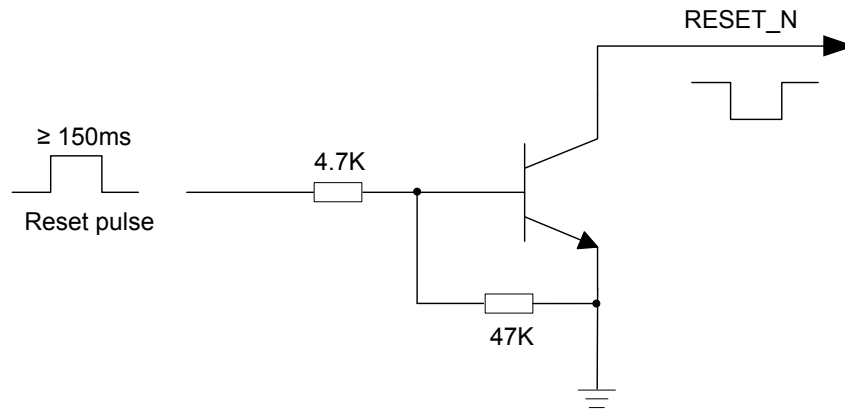 RESET_N
≥ 150ms
4.7K
Reset pulse
47K